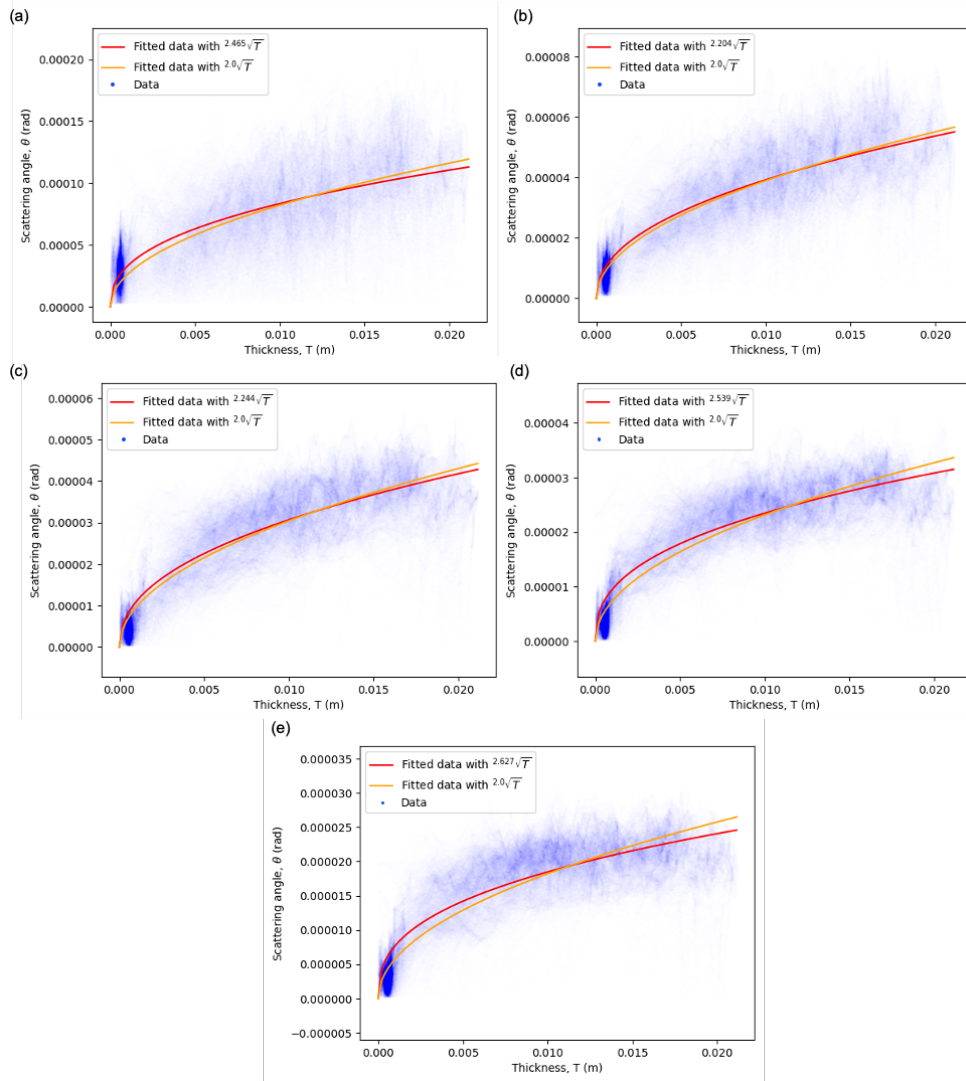 (a)
Fitted data with ^{2.465}√T
Fitted data with ^{2.0}√T
Data
0.00020
0.00015
0.00010
0.00005
0.00000
Scattering angle, θ (rad)
0.000 0.005 0.010 0.015 0.020
Thickness, T (m)
(b)
Fitted data with ^{2.204}√T
Fitted data with ^{2.0}√T
Data
0.00008
0.00006
0.00004
0.00002
0.00000
Scattering angle, θ (rad)
0.000 0.005 0.010 0.015 0.020
Thickness, T (m)
(c)
Fitted data with ^{2.244}√T
Fitted data with ^{2.0}√T
Data
0.00006
0.00005
0.00004
0.00003
0.00002
0.00001
0.00000
Scattering angle, θ (rad)
0.000 0.005 0.010 0.015 0.020
Thickness, T (m)
(d)
Fitted data with ^{2.539}√T
Fitted data with ^{2.0}√T
Data
0.00004
0.00003
0.00002
0.00001
0.00000
Scattering angle, θ (rad)
0.000 0.005 0.010 0.015 0.020
Thickness, T (m)
(e)
Fitted data with ^{2.627}√T
Fitted data with ^{2.0}√T
Data
0.000035
0.000030
0.000025
0.000020
0.000015
0.000010
0.000005
0.000000
−0.000005
Scattering angle, θ (rad)
0.000 0.005 0.010 0.015 0.020
Thickness, T (m)